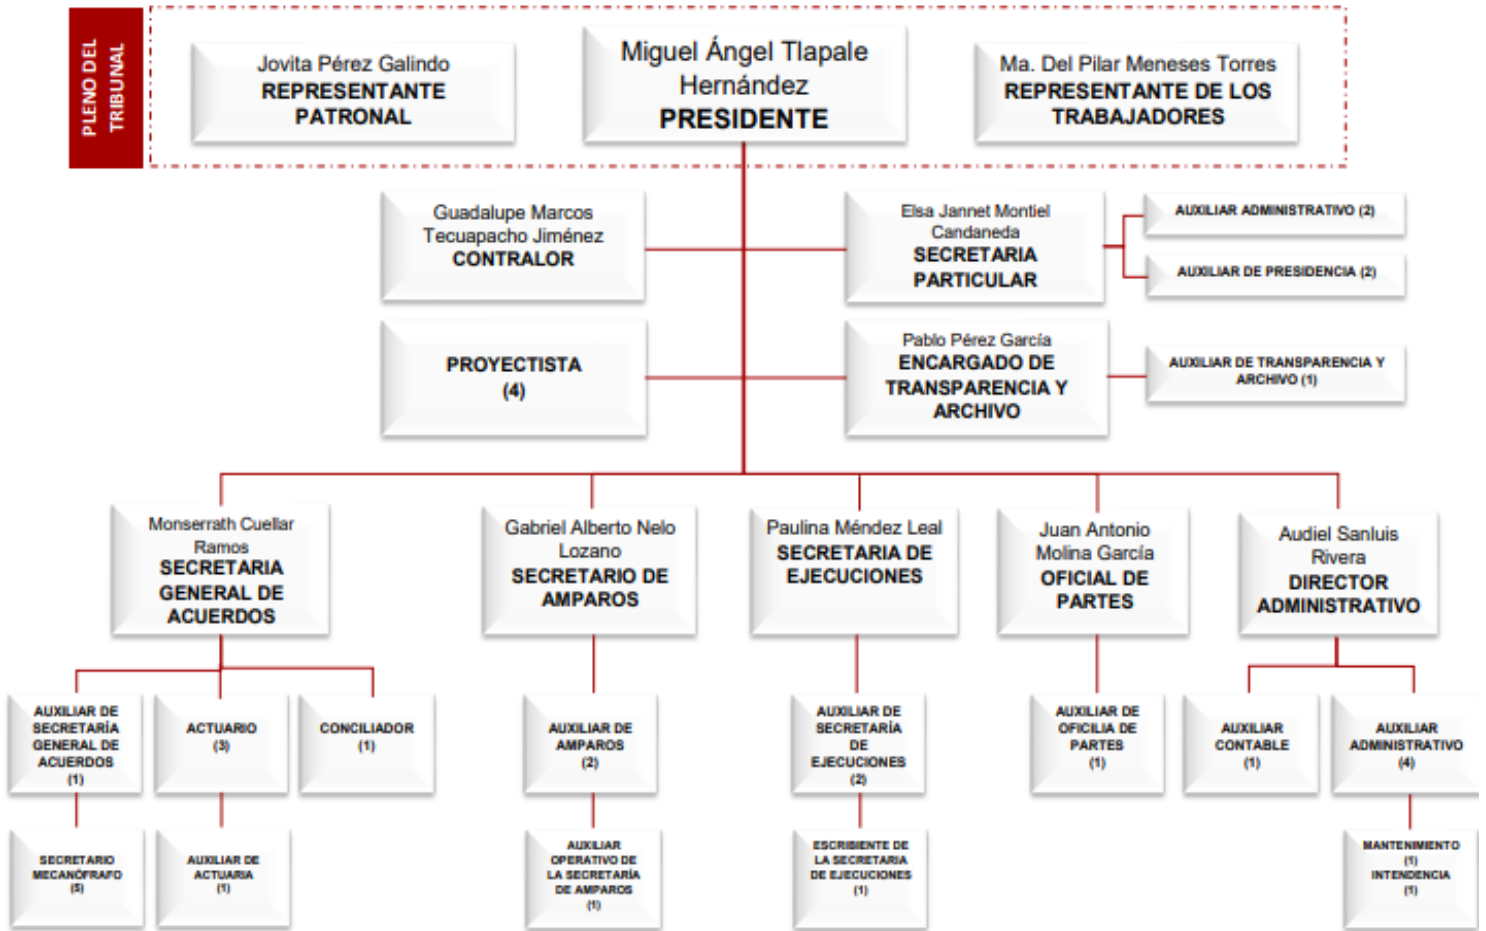 PLENO DEL
TRIBUNAL
Jovita Pérez Galindo
REPRESENTANTE
PATRONAL
Miguel Ángel Tlapale
Hernández
PRESIDENTE
Ma. Del Pilar Meneses Torres
REPRESENTANTE DE LOS
TRABAJADORES
Guadalupe Marcos
Tecuapacho Jiménez
CONTRALOR
Elsa Jannet Montiel
Candaneda
SECRETARIA
PARTICULAR
AUXILIAR ADMINISTRATIVO (2)
AUXILIAR DE PRESIDENCIA (2)
PROYECTISTA
(4)
Pablo Pérez García
ENCARGADO DE
TRANSPARENCIA Y
ARCHIVO
AUXILIAR DE TRANSPARENCIA Y
ARCHIVO (1)
Monserrath Cuellar
Ramos
SECRETARIA
GENERAL DE
ACUERDOS
Gabriel Alberto Nelo
Lozano
SECRETARIO DE
AMPAROS
Paulina Méndez Leal
SECRETARIA DE
EJECUCIONES
Juan Antonio
Molina García
OFICIAL DE
PARTES
Audiel Sanluis
Rivera
DIRECTOR
ADMINISTRATIVO
AUXILIAR DE
SECRETARÍA
GENERAL DE
ACUERDOS
(1)
ACTUARIO
(3)
CONCILIADOR
(1)
AUXILIAR DE
AMPAROS
(2)
AUXILIAR DE
SECRETARÍA
DE
EJECUCIONES
(2)
AUXILIAR DE
OFICILIA DE
PARTES
(1)
AUXILIAR
CONTABLE
(1)
AUXILIAR
ADMINISTRATIVO
(4)
SECRETARIO
MECANÓFRAFO
(5)
AUXILIAR DE
ACTUARIA
(1)
AUXILIAR
OPERATIVO DE
LA SECRETARÍA
DE AMPAROS
(1)
ESCRIBIENTE DE
LA SECRETARIA
DE EJECUCIONES
(1)
MANTENIMIENTO
(1)
INTENDENCIA
(1)